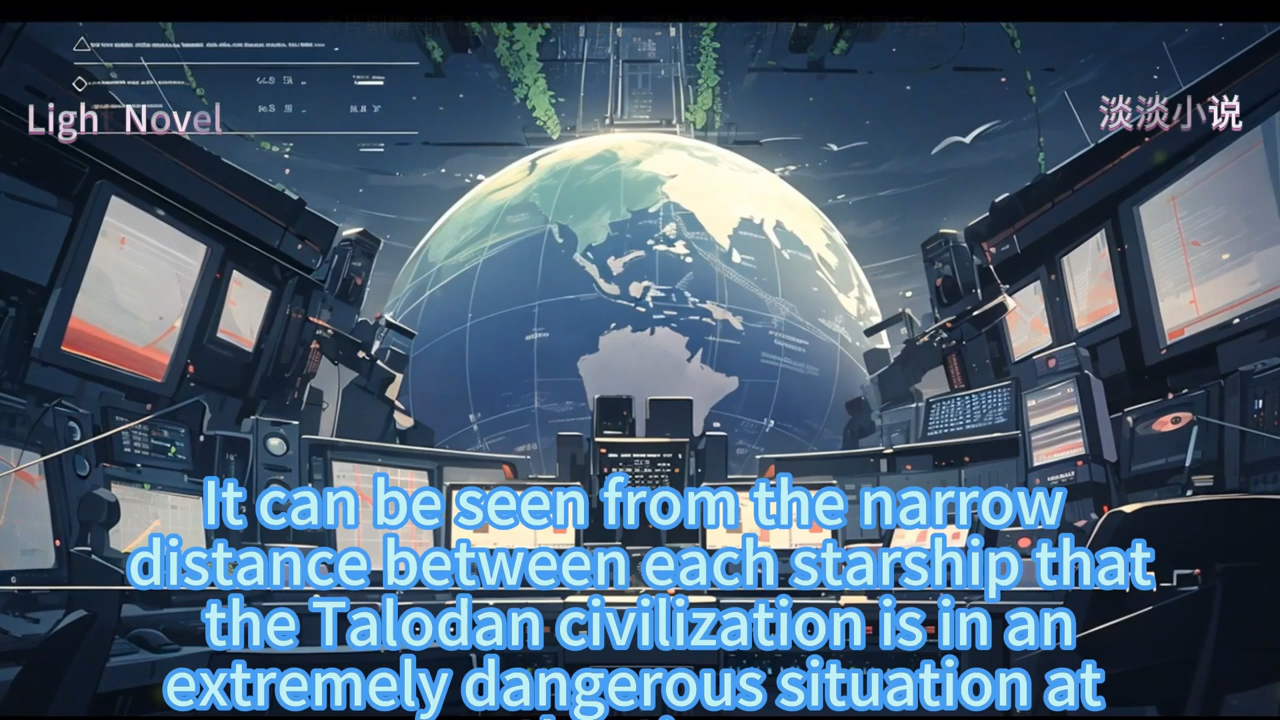 Ligh Novel
淡淡小说
It can be seen from the narrow
distance between each starship that
the Talodan civilization is in an
extremely dangerous situation at